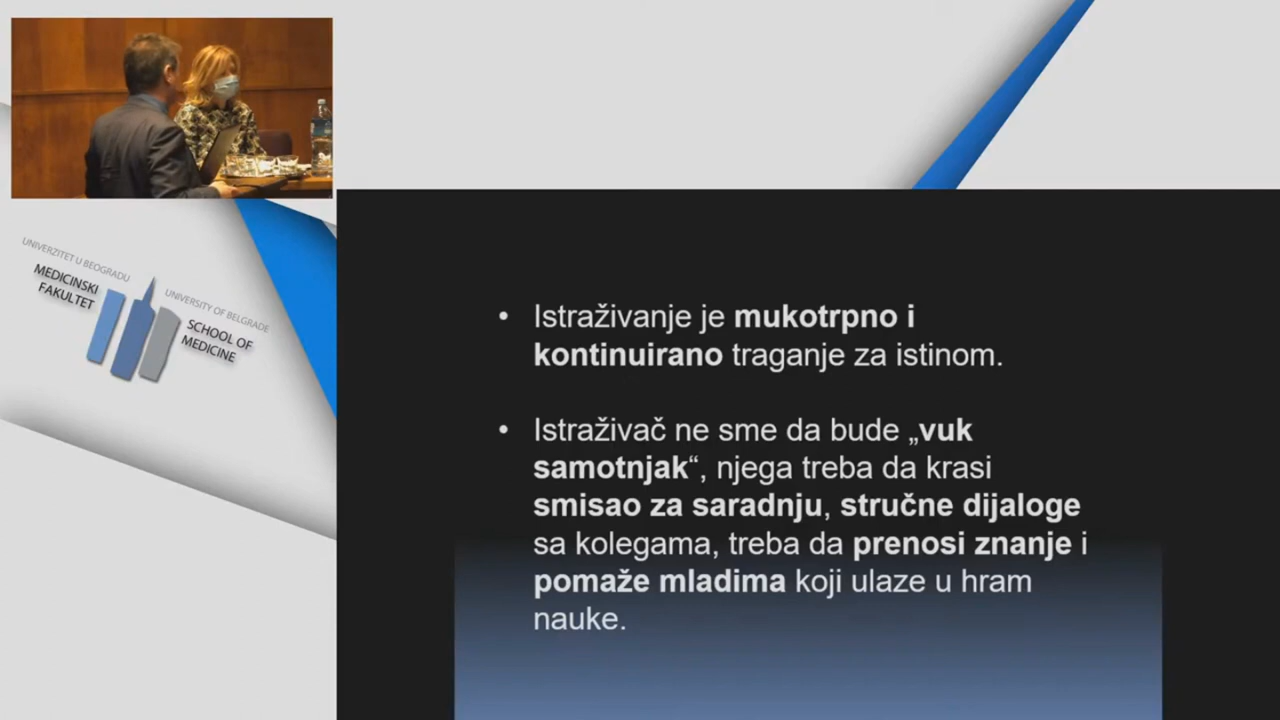 UNIVERZITET U BEOGRADU
MEDICINSKI
FAKULTET
UNIVERSITY OF BELGRADE
SCHOOL OF
MEDICINE
• Istraživanje je mukotrpno i
kontinuirano traganje za istinom.
• Istraživač ne sme da bude „vuk
samotnjak“, njega treba da krasi
smisao za saradnju, stručne dijaloge
sa kolegama, treba da prenosi znanje i
pomaže mladima koji ulaze u hram
nauke.